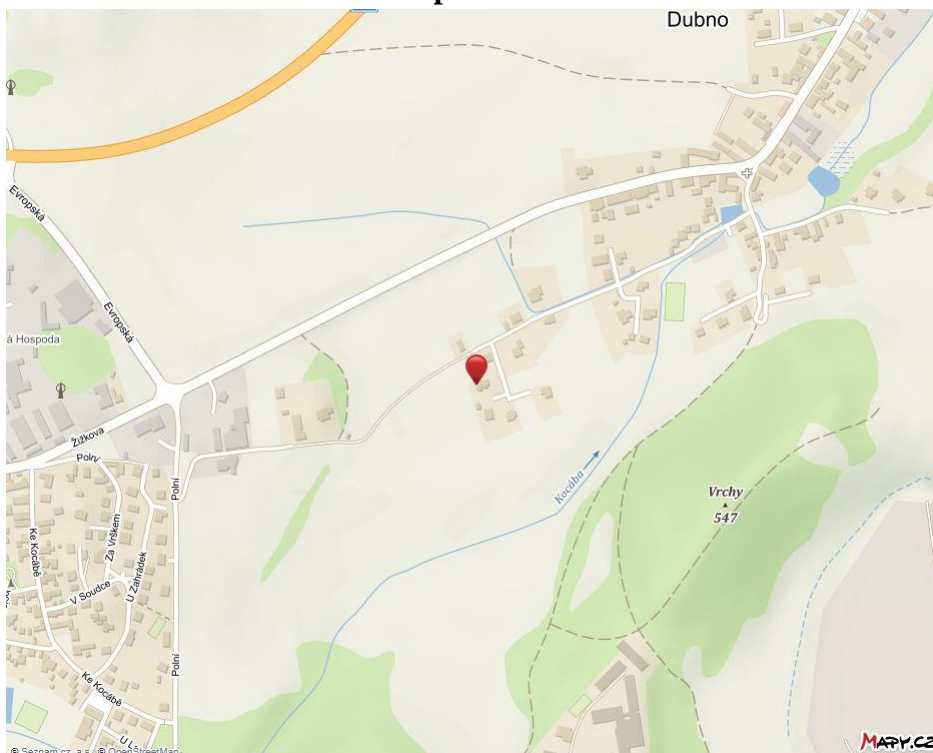 Dubno
Evropská
Evropská
á Hospoda
Žižkova
Polní
Polní
Ke Kocábě
Za Vrškem
U Zahrádek
V Soudce
Kocába
Vrchy
547
Polní
Ke Kocábě
© Seznam.cz, a.s., © OpenStreetMap
Mapy.cz